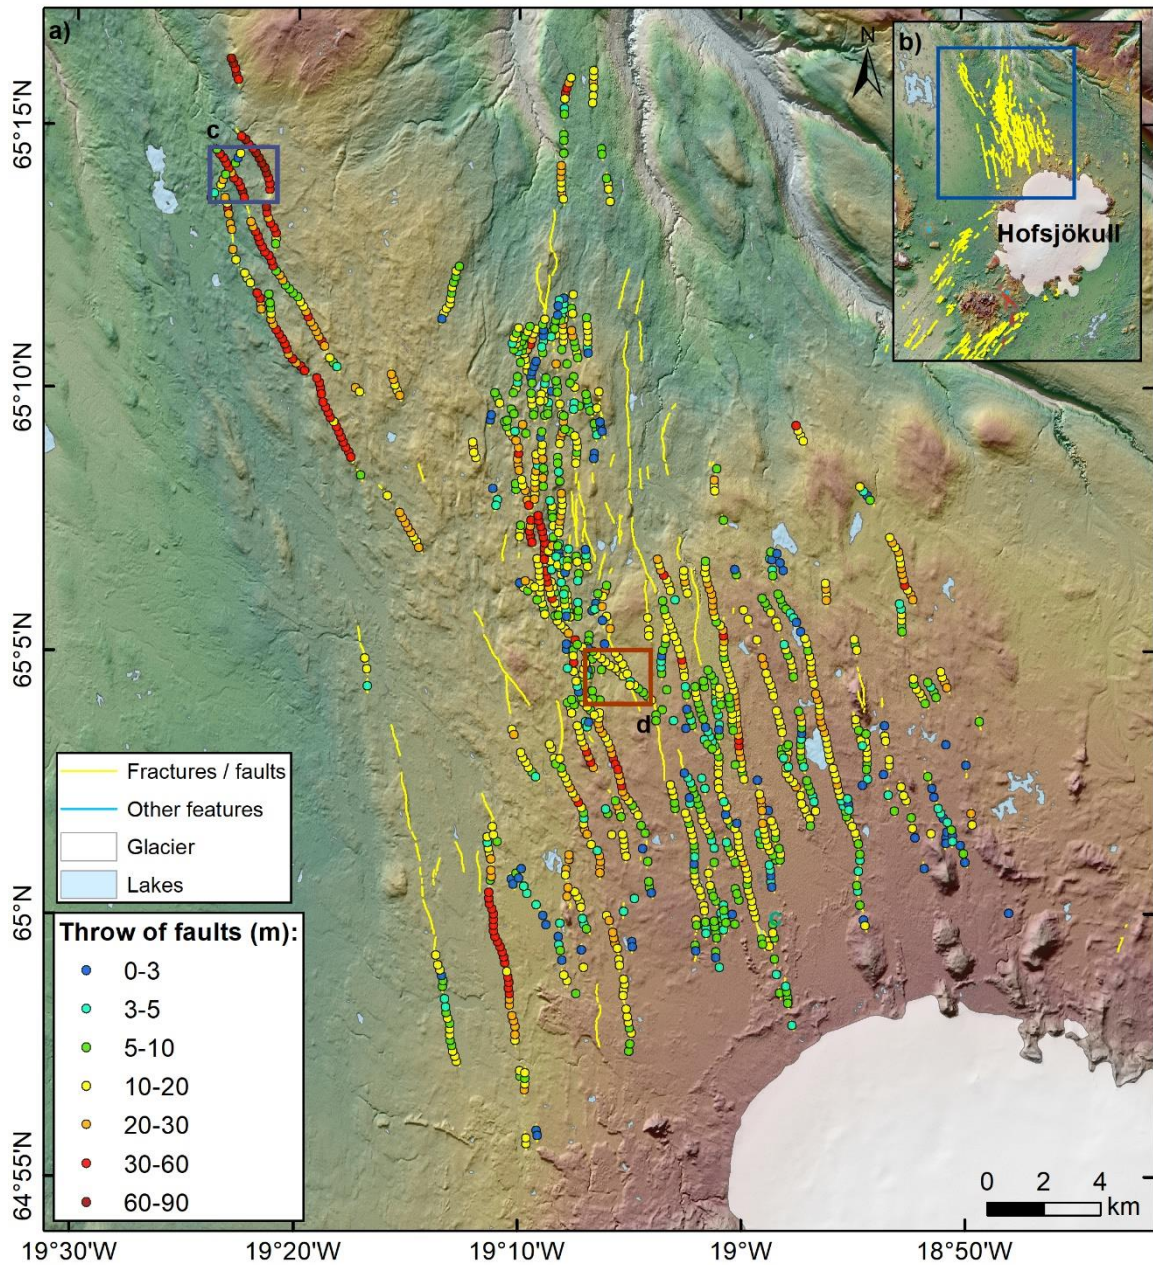 a)
N
b)
Hofsjökull
c
d
65°15'N
65°10'N
65°5'N
65°N
64°55'N
Fractures / faults
Other features
Glacier
Lakes
Throw of faults (m):
0-3
3-5
5-10
10-20
20-30
30-60
60-90
0 2 4
km
19°30'W 19°20'W 19°10'W 19°W 18°50'W